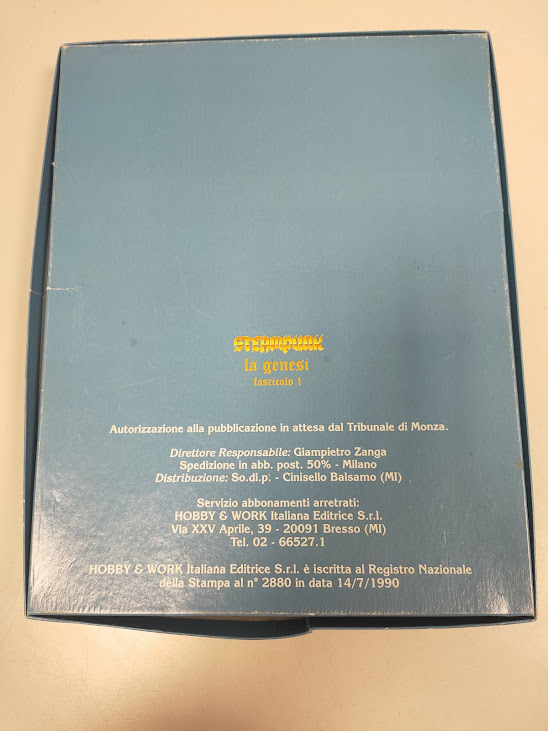 STEAMPUNK
la genesi
fascicolo 1
Autorizzazione alla pubblicazione in attesa dal Tribunale di Monza.
Direttore Responsabile: Giampietro Zanga
Spedizione in abb. post. 50% - Milano
Distribuzione: So.di.p. - Cinisello Balsamo (MI)
Servizio abbonamenti arretrati:
HOBBY & WORK Italiana Editrice S.r.l.
Via XXV Aprile, 39 - 20091 Bresso (MI)
Tel. 02 - 66527.1
HOBBY & WORK Italiana Editrice S.r.l. è iscritta al Registro Nazionale
della Stampa al n° 2880 in data 14/7/1990